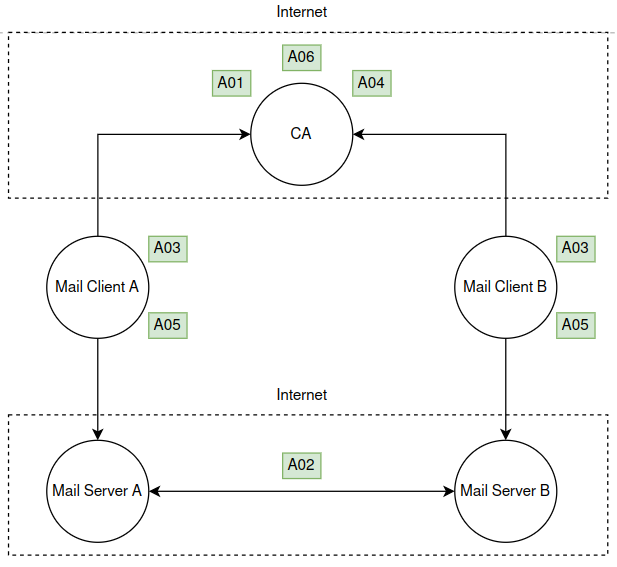 Internet
A06
A01
A04
CA
A03
A03
Mail Client A
Mail Client B
A05
A05
Internet
A02
Mail Server A
Mail Server B